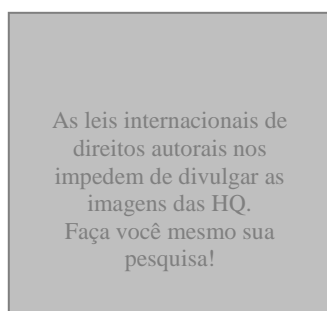 As leis internacionais de
direitos autorais nos
impedem de divulgar as
imagens das HQ.
Faça você mesmo sua
pesquisa!